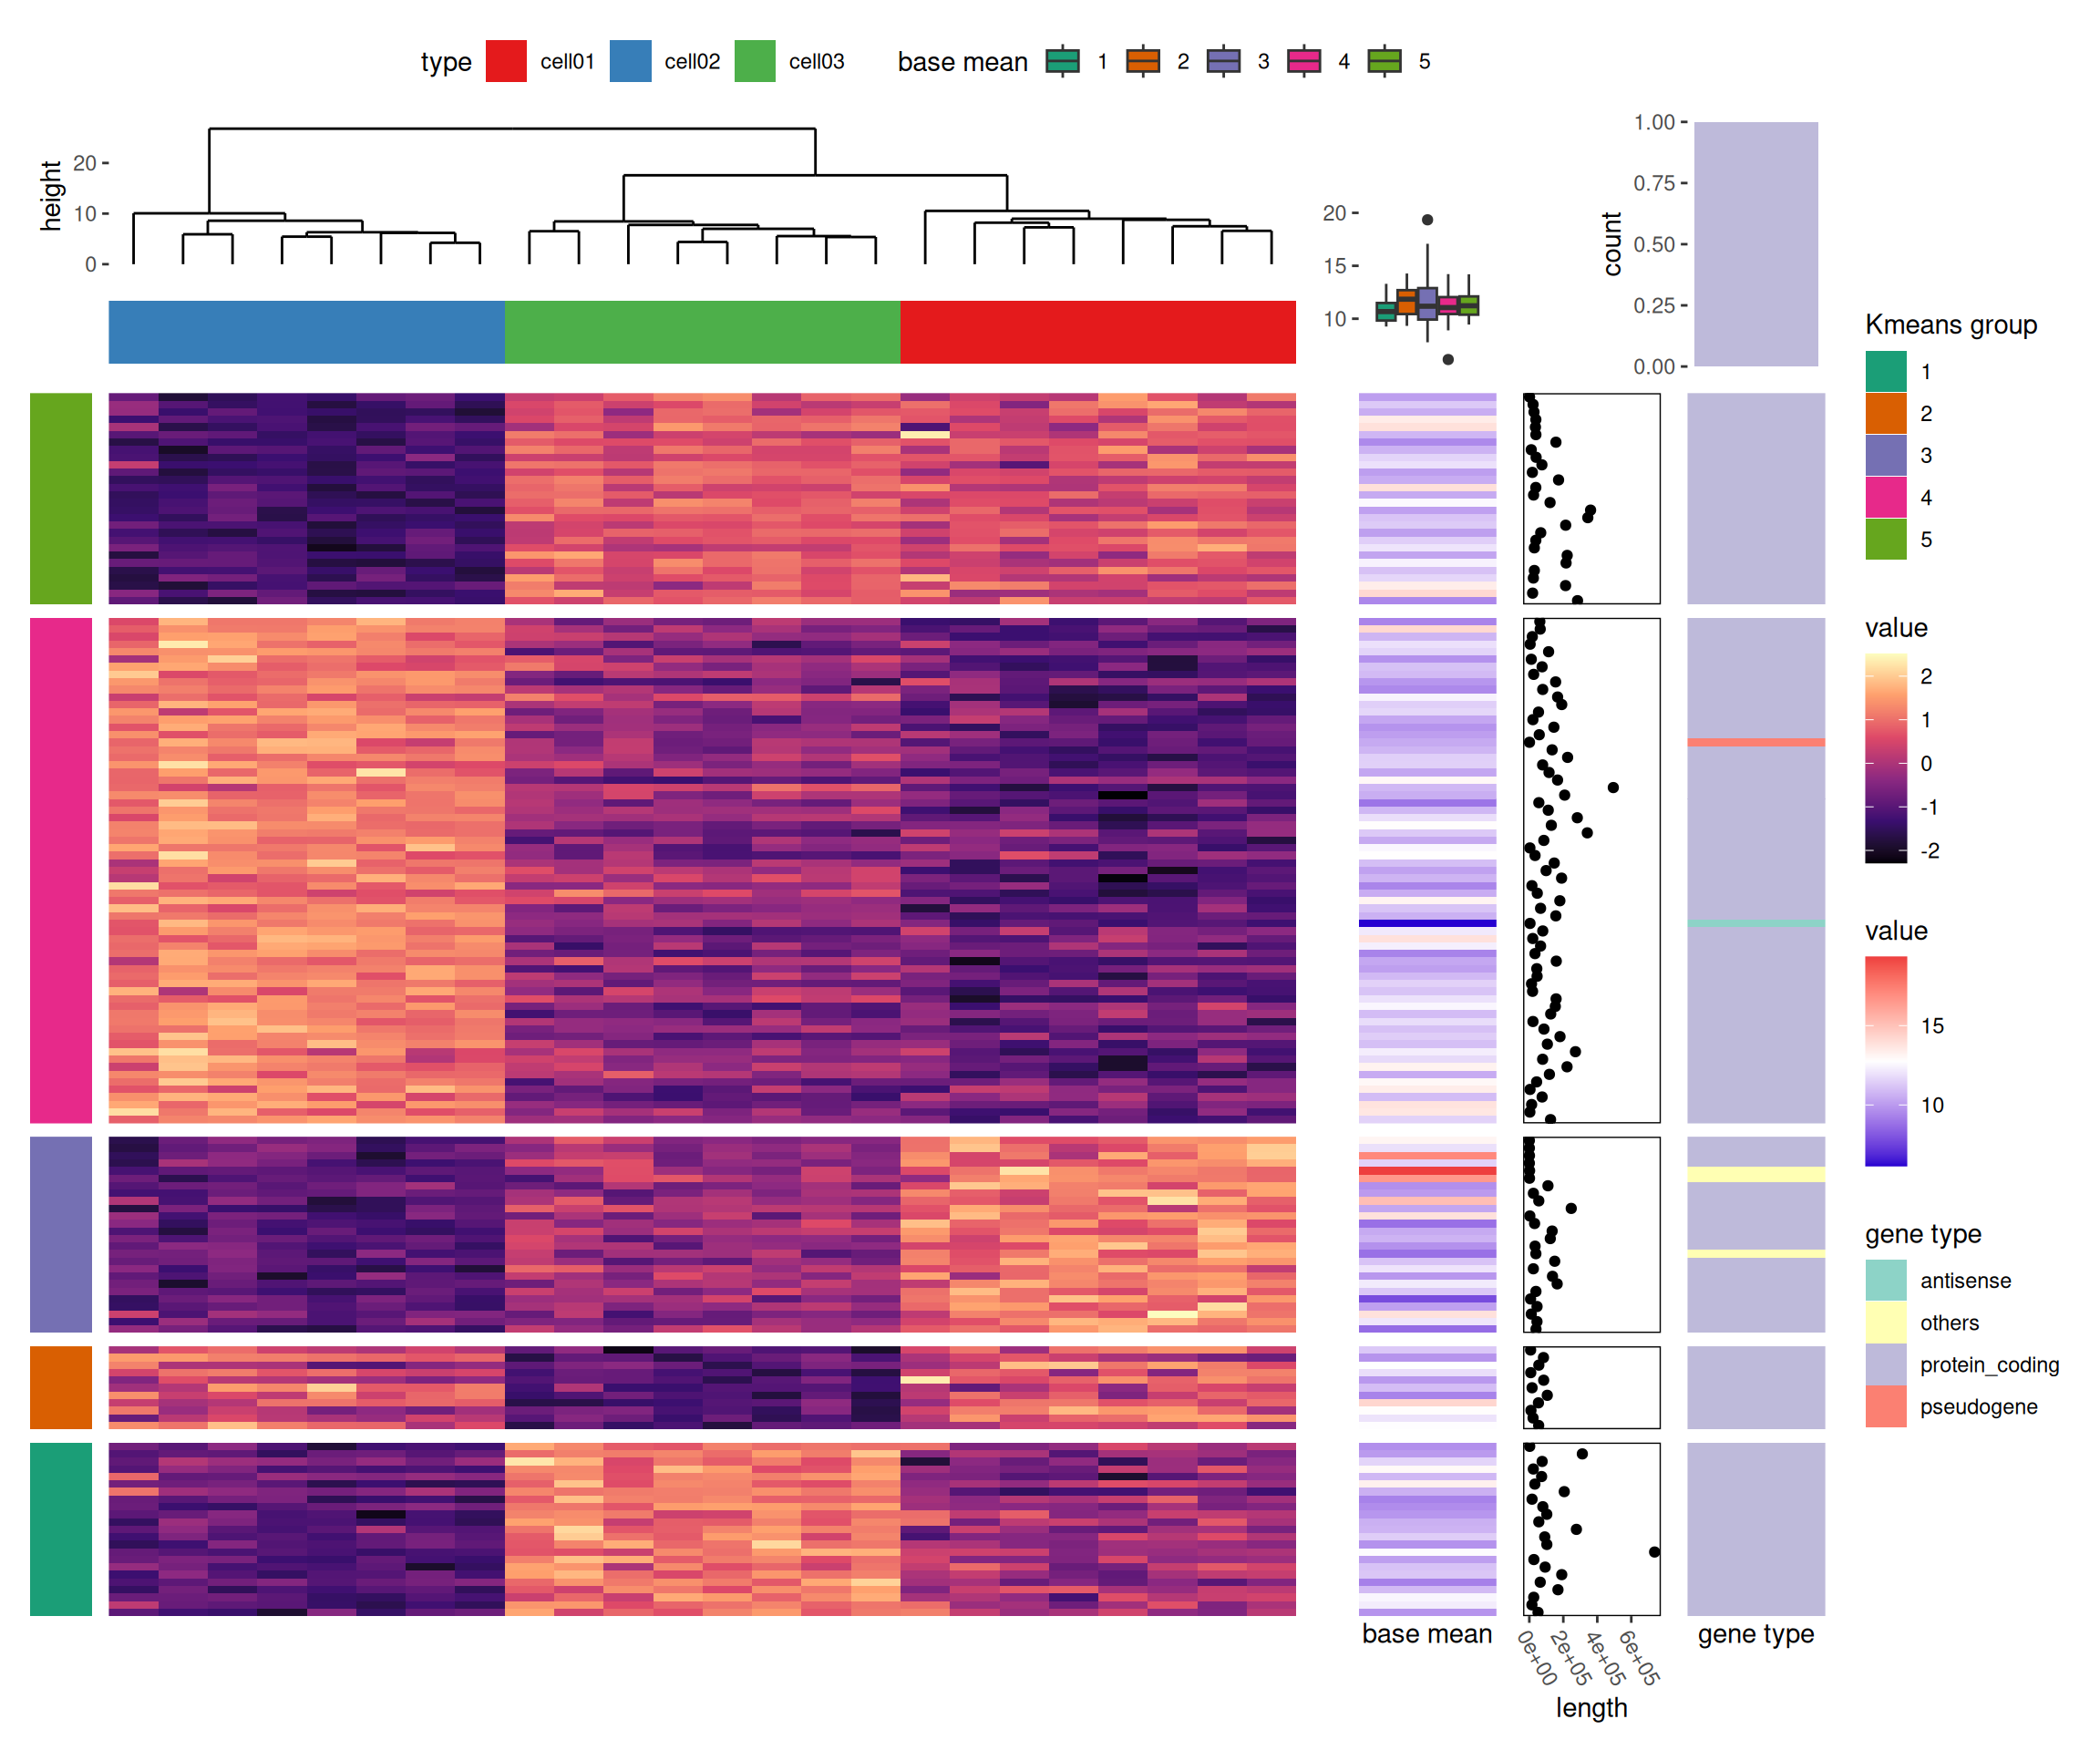 type cell01 cell02 cell03 base mean 1 2 3 4 5
height
20
10
0
20
15
10
count
1.00
0.75
0.50
0.25
0.00
Kmeans group
1
2
3
4
5
value
2
1
0
-1
-2
value
15
10
gene type
antisense
others
protein_coding
pseudogene
base mean
0e+00
2e+05
4e+05
6e+05
length
gene type